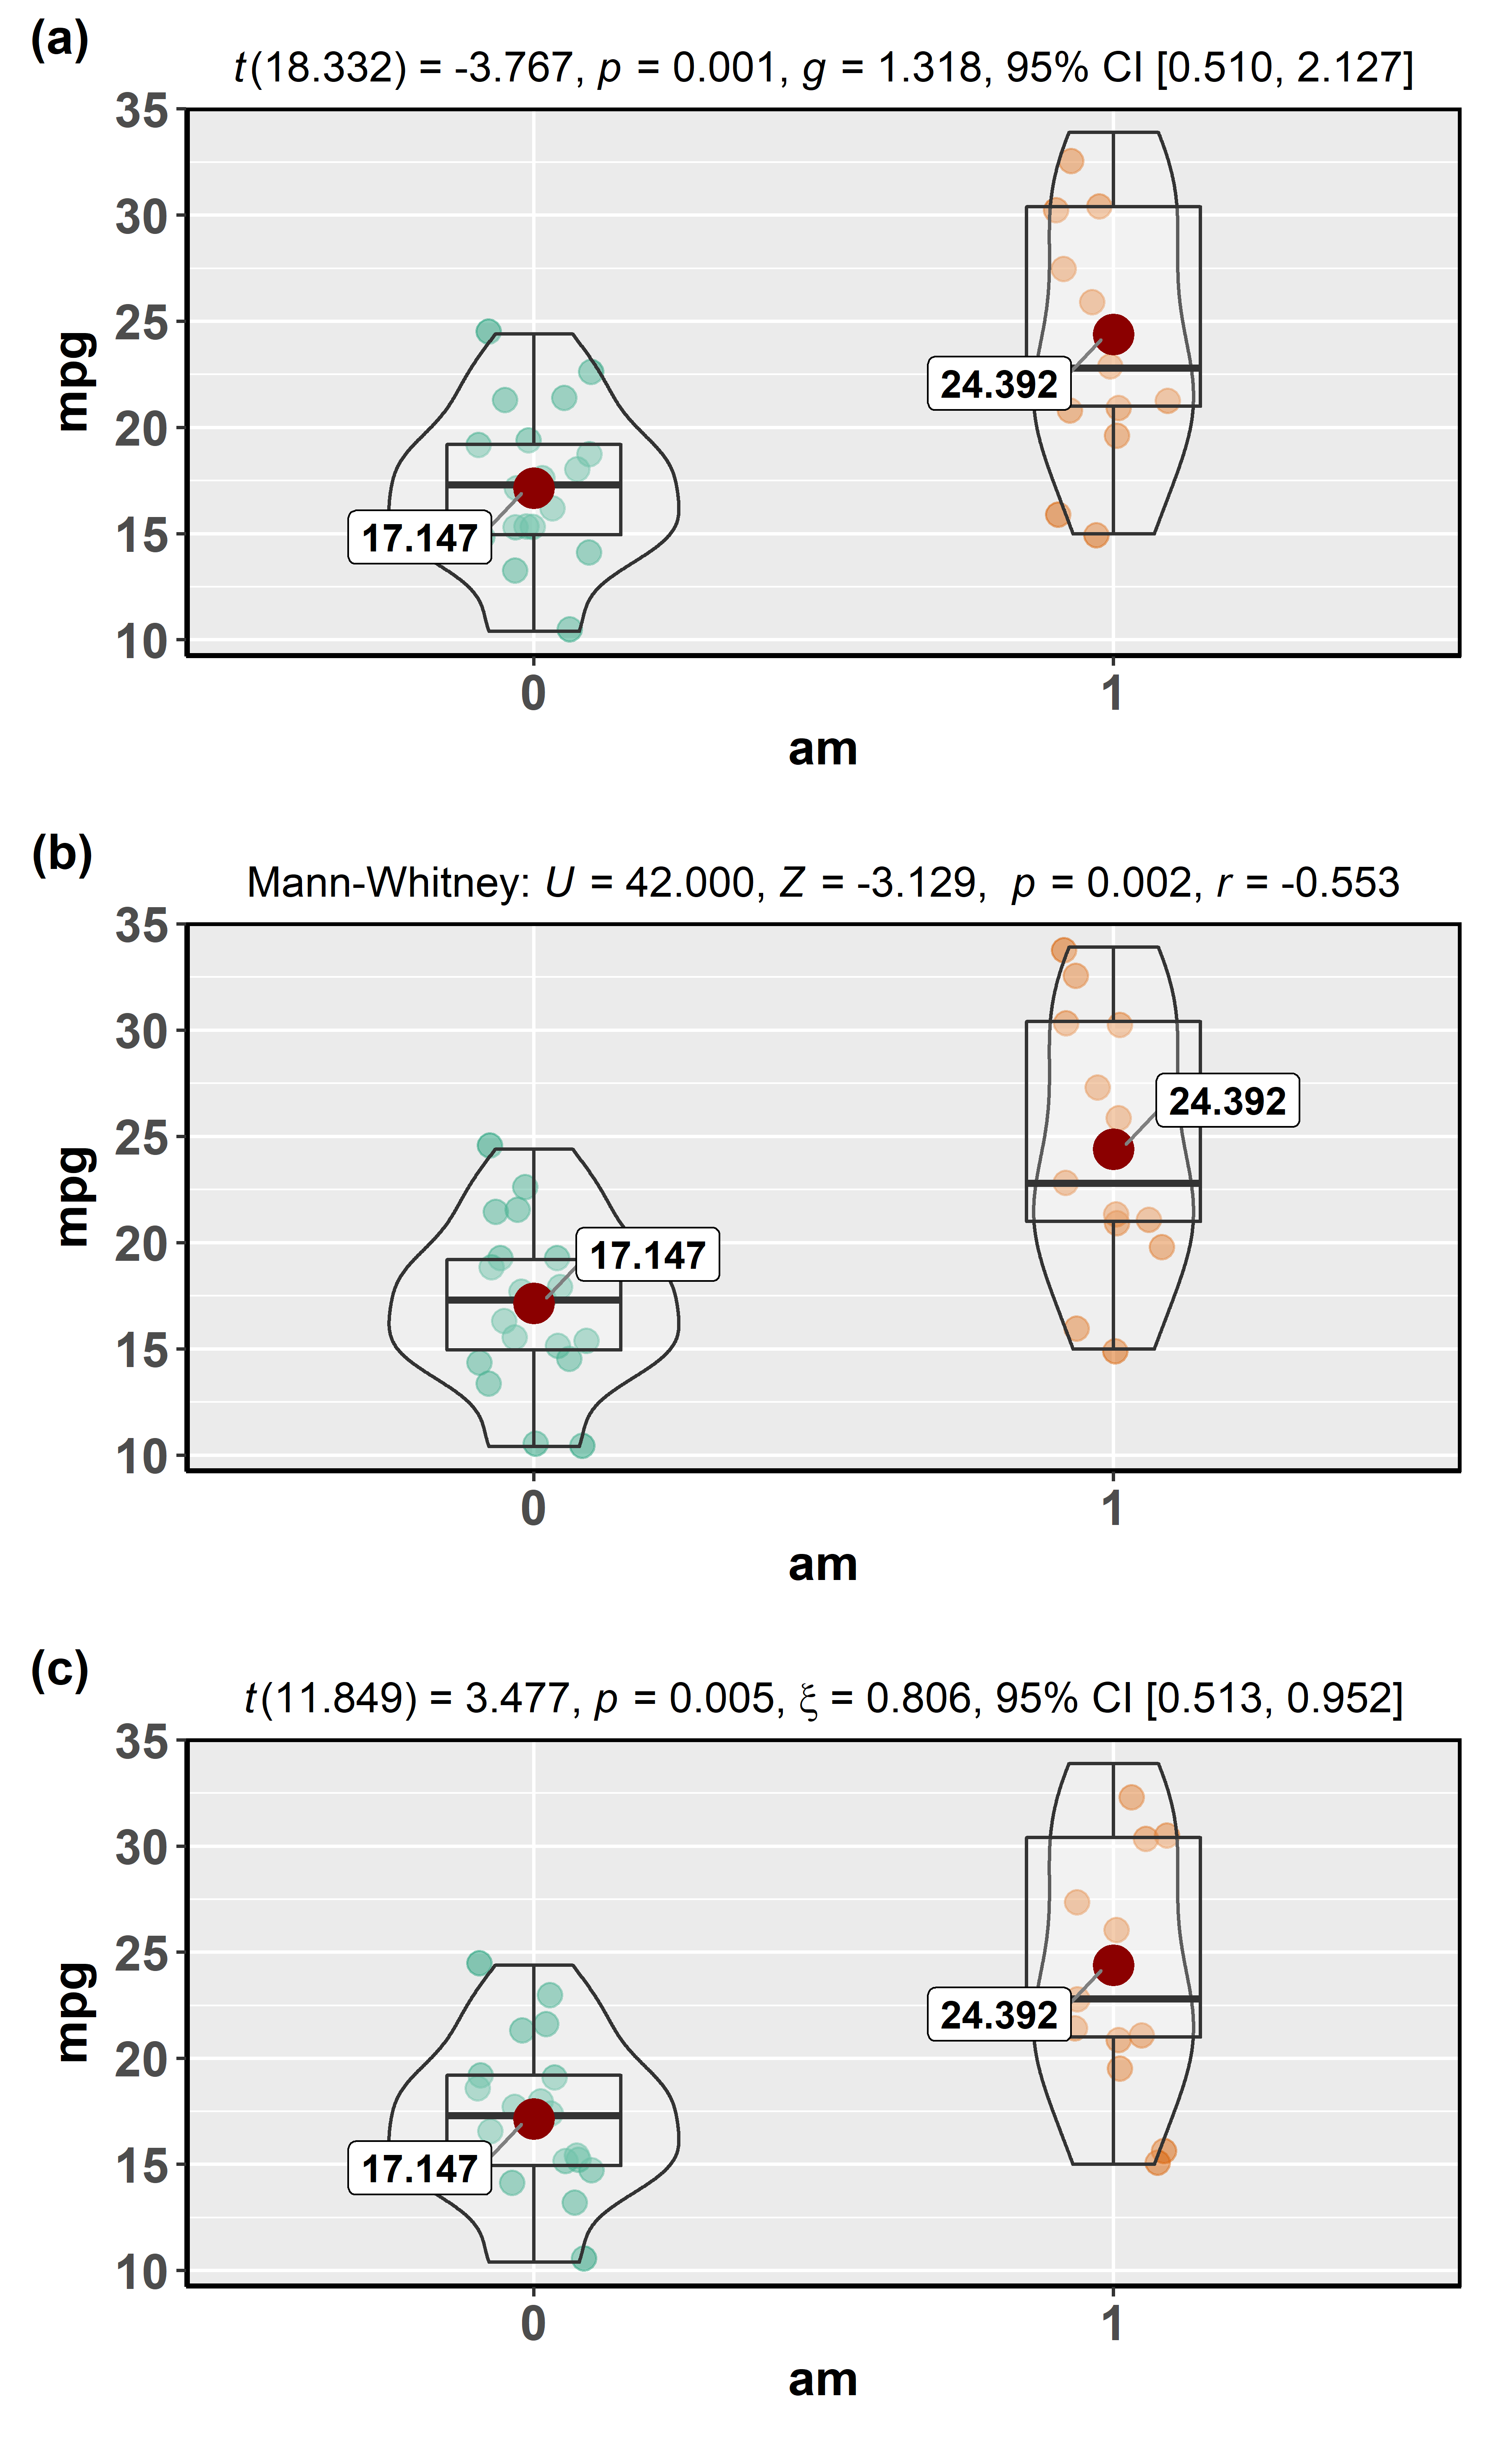 (a)
t(18.332) = -3.767, p = 0.001, g = 1.318, 95% CI [0.510, 2.127]
35
30
25
20
15
10
mpg
24.392
17.147
0 1
am
(b)
Mann-Whitney: U = 42.000, Z = -3.129, p = 0.002, r = -0.553
35
30
25
20
15
10
mpg
24.392
17.147
0 1
am
(c)
t(11.849) = 3.477, p = 0.005, ξ = 0.806, 95% CI [0.513, 0.952]
35
30
25
20
15
10
mpg
24.392
17.147
0 1
am